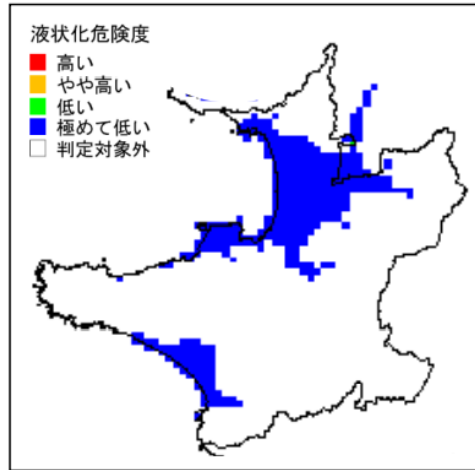 液状化危険度
高い
やや高い
低い
極めて低い
判定対象外